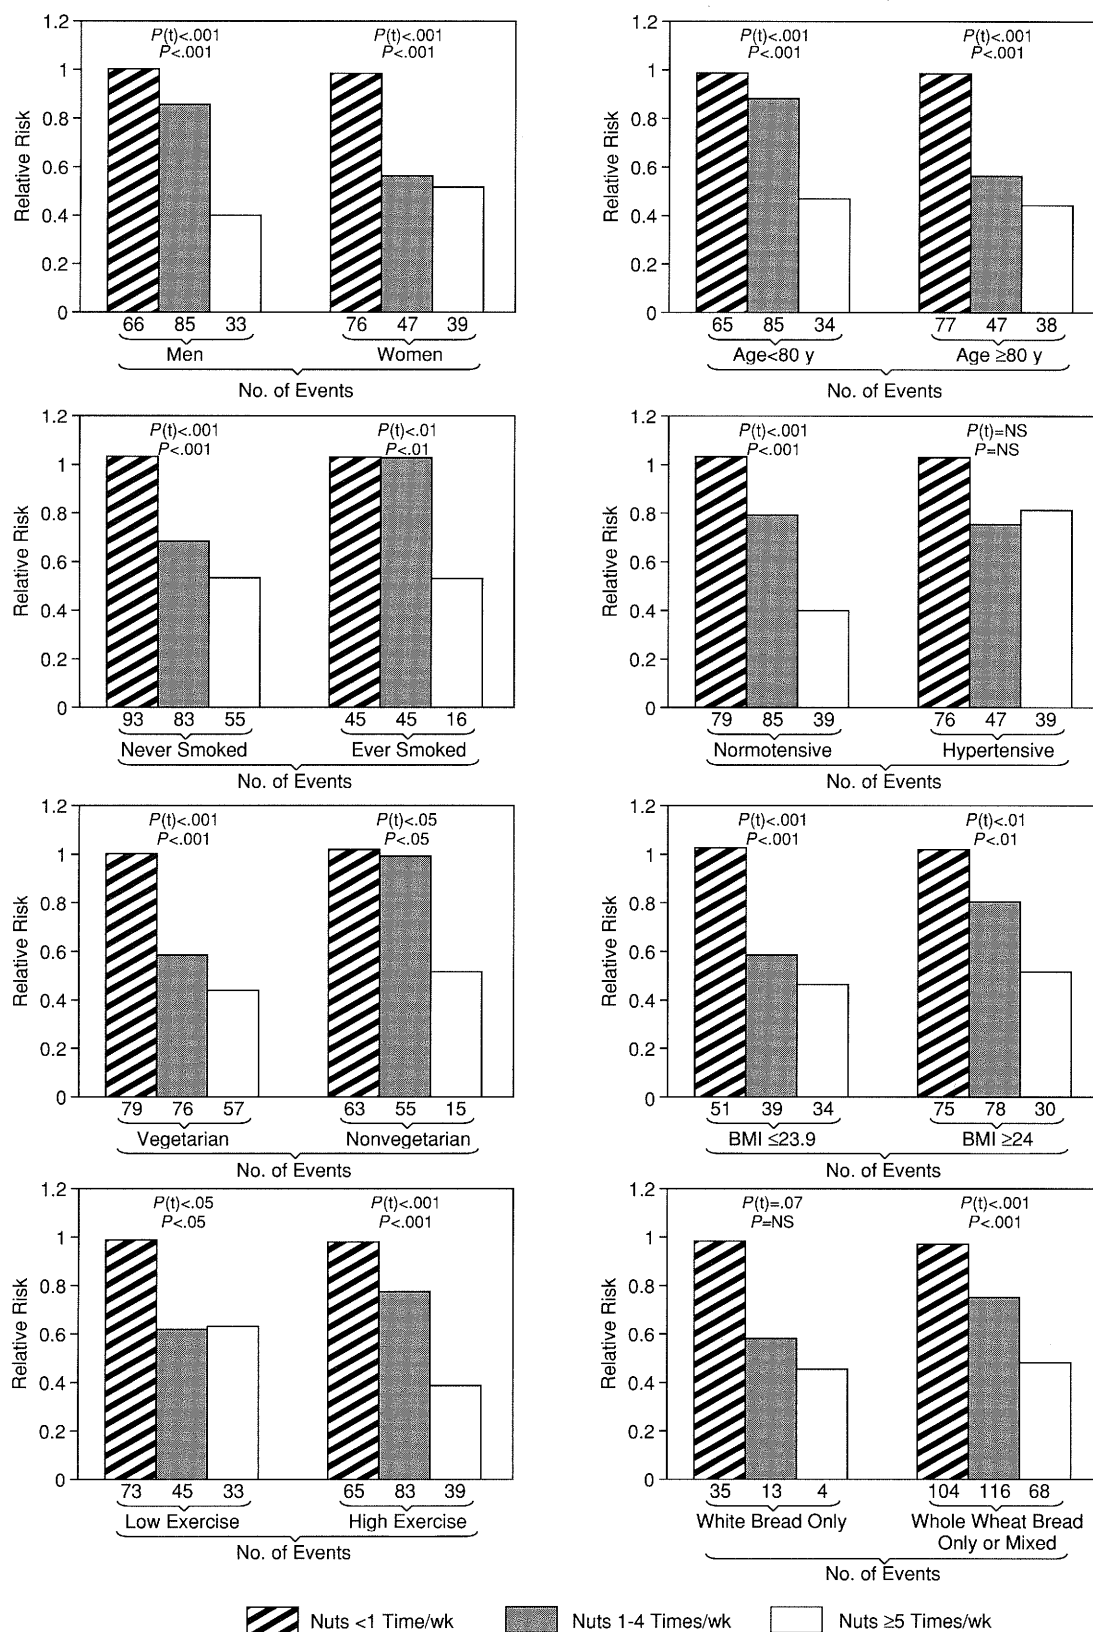 1.2
1
0.8
0.6
0.4
0.2
0
Relative Risk
P(t)<.001
P<.001
P(t)<.001
P<.001
66 85 33
76 47 39
Men
Women
No. of Events
1.2
1
0.8
0.6
0.4
0.2
0
Relative Risk
P(t)<.001
P<.001
P(t)<.001
P<.001
65 85 34
77 47 38
Age<80 y
Age ≥80 y
No. of Events
1.2
1
0.8
0.6
0.4
0.2
0
Relative Risk
P(t)<.001
P<.001
P(t)<.01
P<.01
93 83 55
45 45 16
Never Smoked
Ever Smoked
No. of Events
1.2
1
0.8
0.6
0.4
0.2
0
Relative Risk
P(t)<.001
P<.001
P(t)=NS
P=NS
79 85 39
76 47 39
Normotensive
Hypertensive
No. of Events
1.2
1
0.8
0.6
0.4
0.2
0
Relative Risk
P(t)<.001
P<.001
P(t)<.05
P<.05
79 76 57
63 55 15
Vegetarian
Nonvegetarian
No. of Events
1.2
1
0.8
0.6
0.4
0.2
0
Relative Risk
P(t)<.001
P<.001
P(t)<.01
P<.01
51 39 34
75 78 30
BMI ≤23.9
BMI ≥24
No. of Events
1.2
1
0.8
0.6
0.4
0.2
0
Relative Risk
P(t)<.05
P<.05
P(t)<.001
P<.001
73 45 33
65 83 39
Low Exercise
High Exercise
No. of Events
1.2
1
0.8
0.6
0.4
0.2
0
Relative Risk
P(t)=.07
P=NS
P(t)<.001
P<.001
35 13 4
104 116 68
White Bread Only
Whole Wheat Bread
Only or Mixed
No. of Events
Nuts <1 Time/wk
Nuts 1-4 Times/wk
Nuts ≥5 Times/wk